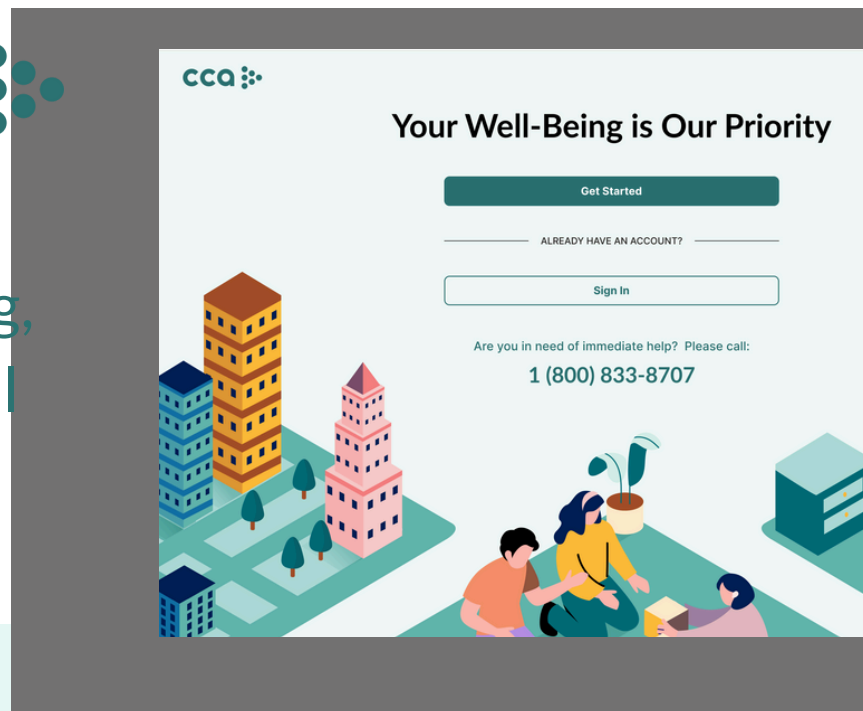 cca
Your Well-Being is Our Priority
Get Started
ALREADY HAVE AN ACCOUNT?
Sign In
Are you in need of immediate help? Please call:
1 (800) 833-8707